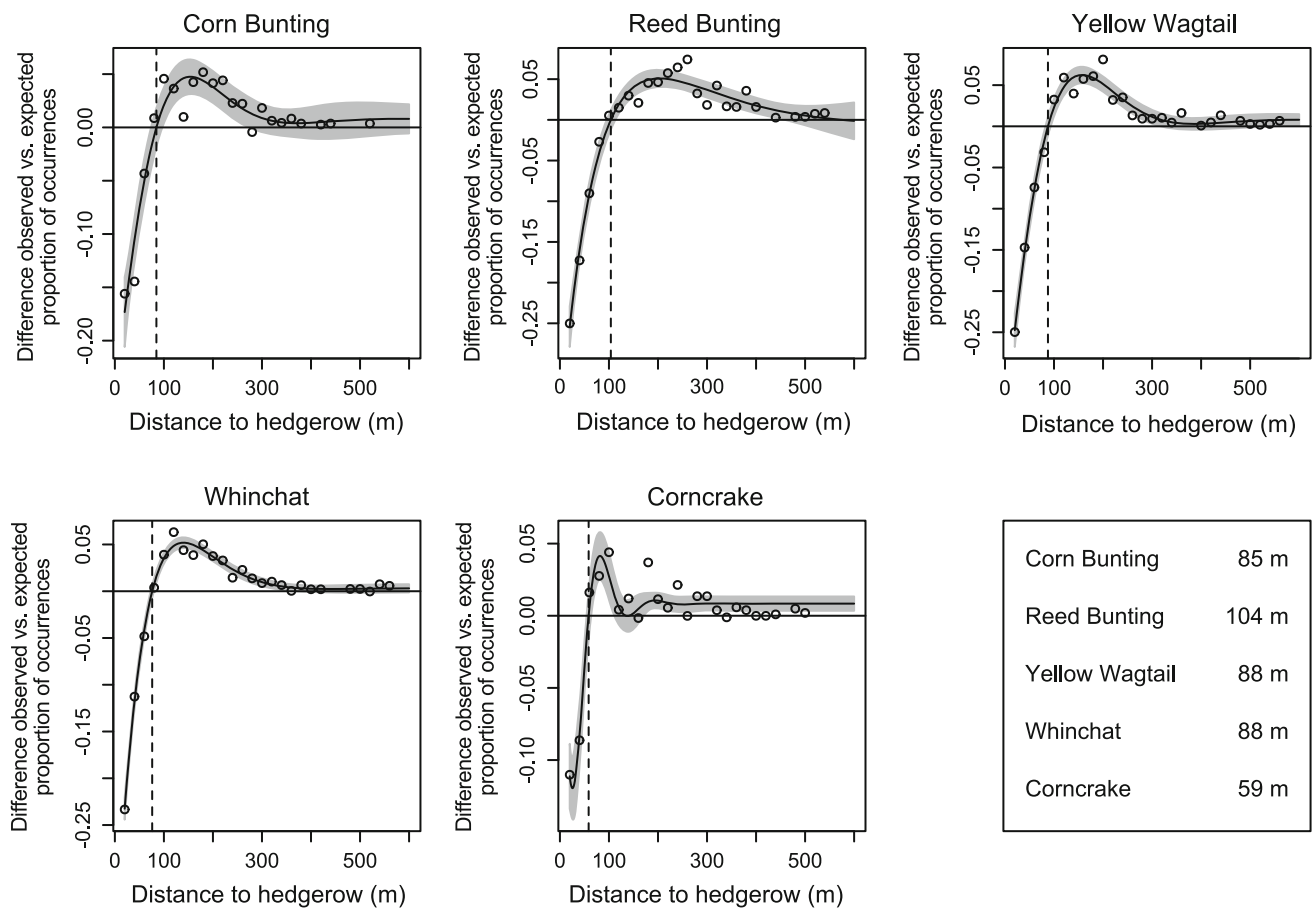 Corn Bunting
Difference observed vs. expected
proportion of occurrences
0.00
-0.10
-0.20
0
100
300
500
Distance to hedgerow (m)
Reed Bunting
Difference observed vs. expected
proportion of occurrences
0.05
-0.05
-0.15
-0.25
0
100
300
500
Distance to hedgerow (m)
Yellow Wagtail
Difference observed vs. expected
proportion of occurrences
0.05
-0.05
-0.15
-0.25
0
100
300
500
Distance to hedgerow (m)
Whinchat
Difference observed vs. expected
proportion of occurrences
0.05
-0.05
-0.15
-0.25
0
100
300
500
Distance to hedgerow (m)
Corncrake
Difference observed vs. expected
proportion of occurrences
0.05
0.00
-0.05
-0.10
0
100
300
500
Distance to hedgerow (m)
Corn Bunting 85 m
Reed Bunting 104 m
Yellow Wagtail 88 m
Whinchat 88 m
Corncrake 59 m